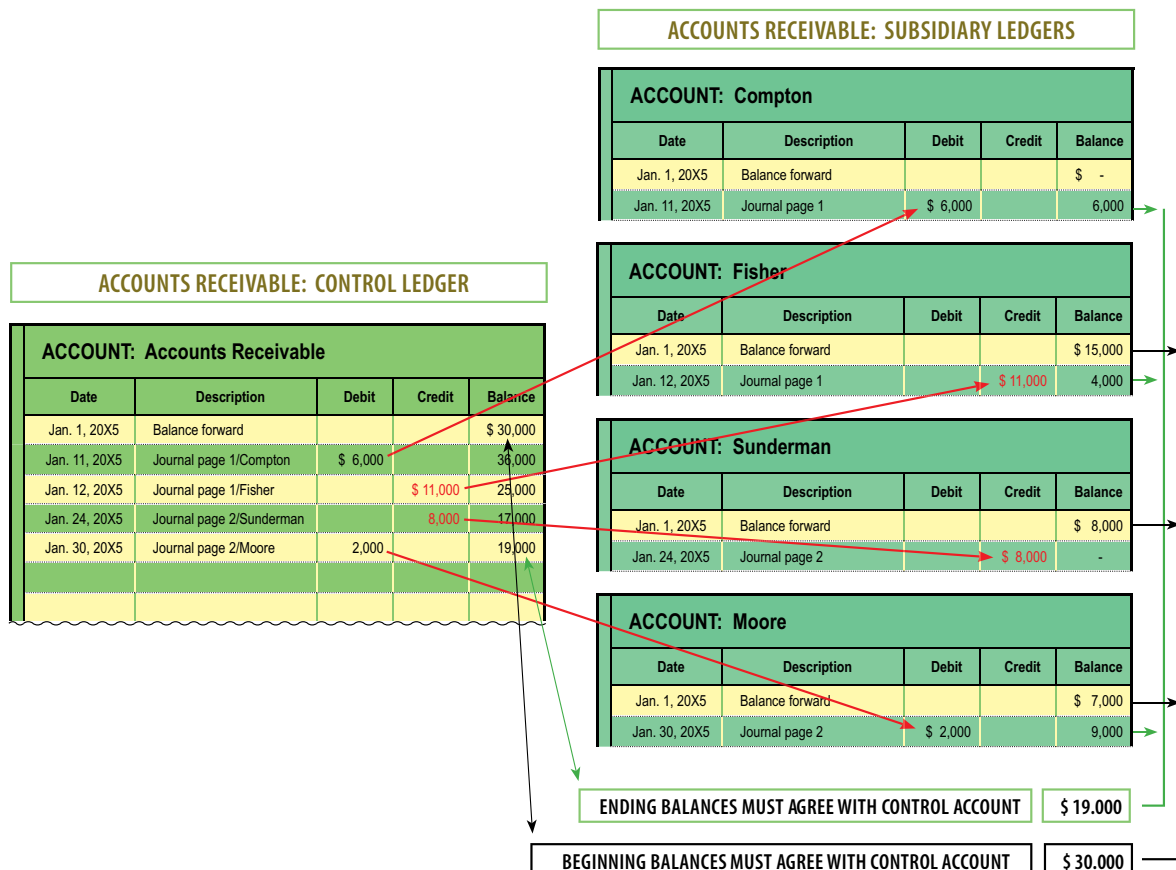 ACCOUNTS RECEIVABLE: CONTROL LEDGER
ACCOUNT: Accounts Receivable
Date Description Debit Credit Balance
Jan. 1, 20X5 Balance forward $ 30,000
Jan. 11, 20X5 Journal page 1/Compton $ 6,000 36,000
Jan. 12, 20X5 Journal page 1/Fisher $ 11,000 25,000
Jan. 24, 20X5 Journal page 2/Sunderman 8,000 17,000
Jan. 30, 20X5 Journal page 2/Moore 2,000 19,000
ACCOUNTS RECEIVABLE: SUBSIDIARY LEDGERS
ACCOUNT: Compton
Date Description Debit Credit Balance
Jan. 1, 20X5 Balance forward $ -
Jan. 11, 20X5 Journal page 1 $ 6,000 6,000
ACCOUNT: Fisher
Date Description Debit Credit Balance
Jan. 1, 20X5 Balance forward $ 15,000
Jan. 12, 20X5 Journal page 1 $ 11,000 4,000
ACCOUNT: Sunderman
Date Description Debit Credit Balance
Jan. 1, 20X5 Balance forward $ 8,000
Jan. 24, 20X5 Journal page 2 $ 8,000 -
ACCOUNT: Moore
Date Description Debit Credit Balance
Jan. 1, 20X5 Balance forward $ 7,000
Jan. 30, 20X5 Journal page 2 $ 2,000 9,000
ENDING BALANCES MUST AGREE WITH CONTROL ACCOUNT $ 19.000
BEGINNING BALANCES MUST AGREE WITH CONTROL ACCOUNT $ 30.000